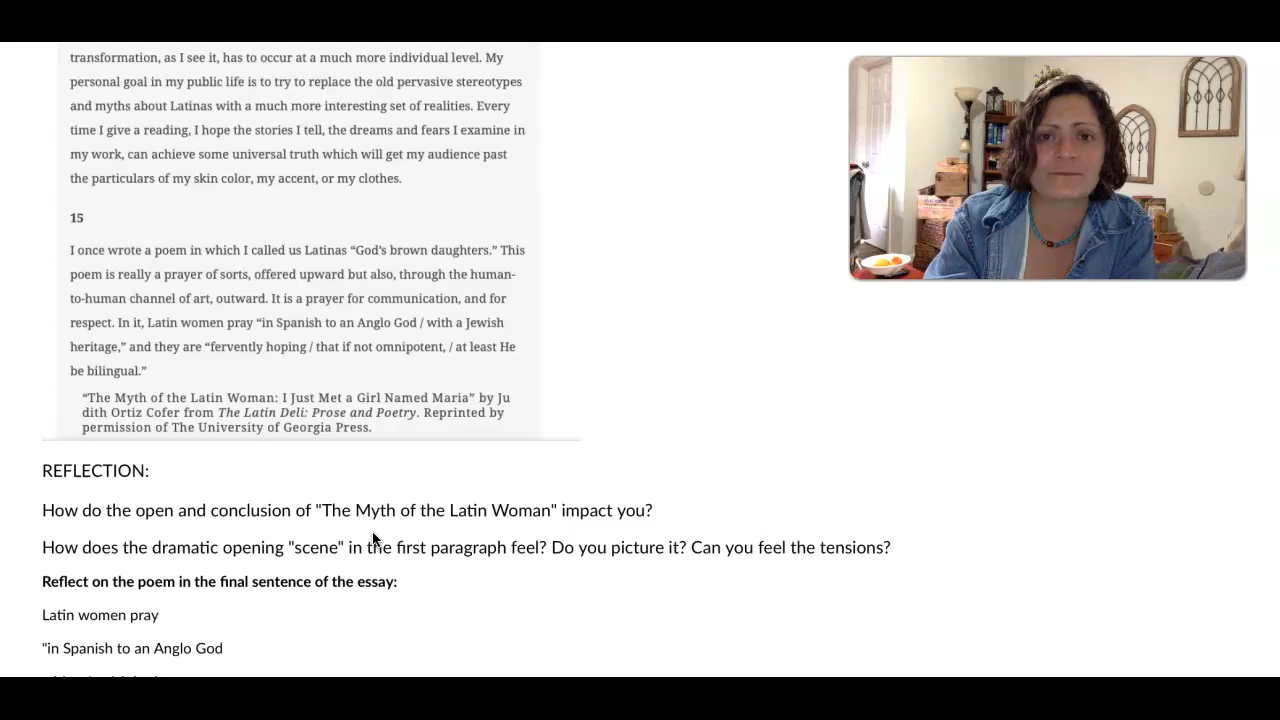 transformation, as I see it, has to occur at a much more individual level. My
personal goal in my public life is to try to replace the old pervasive stereotypes
and myths about Latinas with a much more interesting set of realities. Every
time I give a reading, I hope the stories I tell, the dreams and fears I examine in
my work, can achieve some universal truth which will get my audience past
the particulars of my skin color, my accent, or my clothes.
15
I once wrote a poem in which I called us Latinas “God’s brown daughters.” This
poem is really a prayer of sorts, offered upward but also, through the human-
to-human channel of art, outward. It is a prayer for communication, and for
respect. In it, Latin women pray “in Spanish to an Anglo God / with a Jewish
heritage,” and they are “fervently hoping / that if not omnipotent, / at least He
be bilingual.”
“The Myth of the Latin Woman: I Just Met a Girl Named Maria” by Ju
dith Ortiz Cofer from The Latin Deli: Prose and Poetry. Reprinted by
permission of The University of Georgia Press.
REFLECTION:
How do the open and conclusion of "The Myth of the Latin Woman" impact you?
How does the dramatic opening "scene" in the first paragraph feel? Do you picture it? Can you feel the tensions?
Reflect on the poem in the final sentence of the essay:
Latin women pray
"in Spanish to an Anglo God